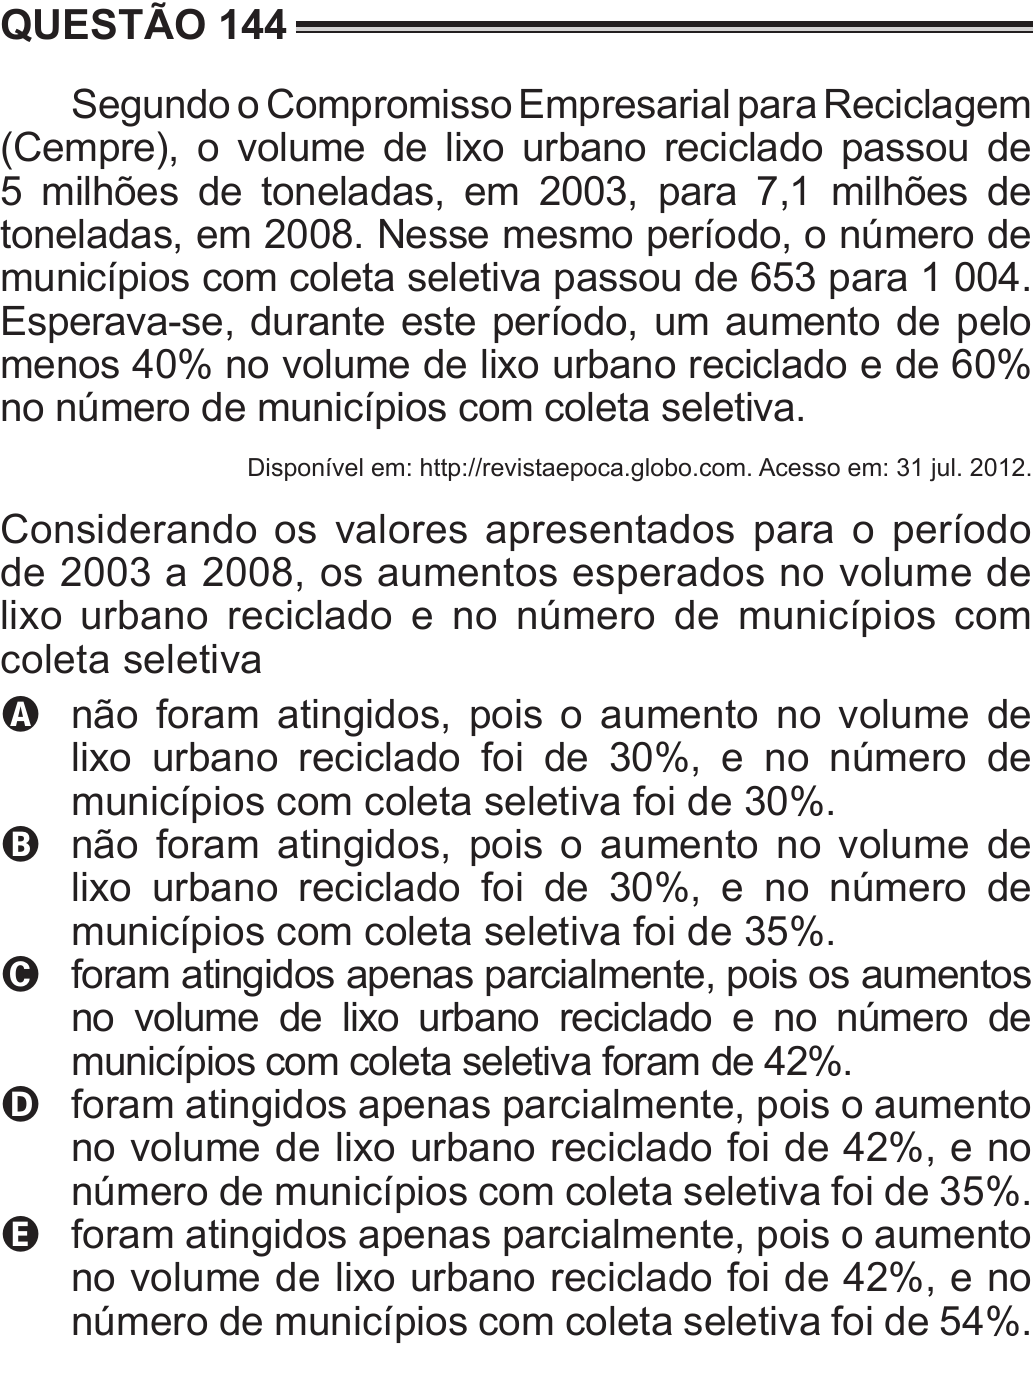 QUESTÃO 144
Segundo o Compromisso Empresarial para Reciclagem
(Cempre), o volume de lixo urbano reciclado passou de
5 milhões de toneladas, em 2003, para 7,1 milhões de
toneladas, em 2008. Nesse mesmo período, o número de
municípios com coleta seletiva passou de 653 para 1 004.
Esperava-se, durante este período, um aumento de pelo
menos 40% no volume de lixo urbano reciclado e de 60%
no número de municípios com coleta seletiva.
Disponível em: http://revistaepoca.globo.com. Acesso em: 31 jul. 2012.
Considerando os valores apresentados para o período
de 2003 a 2008, os aumentos esperados no volume de
lixo urbano reciclado e no número de municípios com
coleta seletiva
A não foram atingidos, pois o aumento no volume de
lixo urbano reciclado foi de 30%, e no número de
municípios com coleta seletiva foi de 30%.
B não foram atingidos, pois o aumento no volume de
lixo urbano reciclado foi de 30%, e no número de
municípios com coleta seletiva foi de 35%.
C foram atingidos apenas parcialmente, pois os aumentos
no volume de lixo urbano reciclado e no número de
municípios com coleta seletiva foram de 42%.
D foram atingidos apenas parcialmente, pois o aumento
no volume de lixo urbano reciclado foi de 42%, e no
número de municípios com coleta seletiva foi de 35%.
E foram atingidos apenas parcialmente, pois o aumento
no volume de lixo urbano reciclado foi de 42%, e no
número de municípios com coleta seletiva foi de 54%.